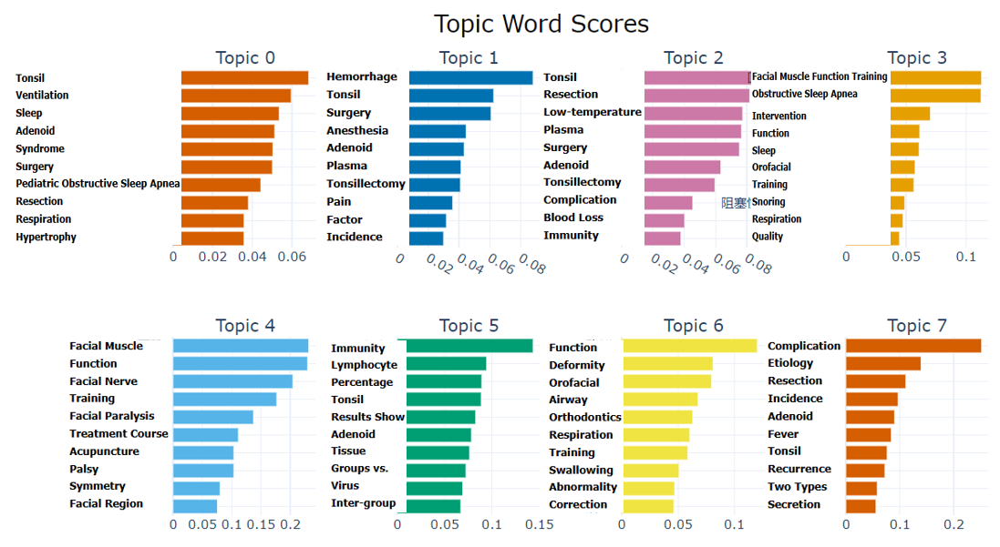 Topic Word Scores
Topic 0
Tonsil
Ventilation
Sleep
Adenoid
Syndrome
Surgery
Pediatric Obstructive Sleep Apnea
Resection
Respiration
Hypertrophy
0 0.02 0.04 0.06
Topic 1
Hemorrhage
Tonsil
Surgery
Anesthesia
Adenoid
Plasma
Tonsillectomy
Pain
Factor
Incidence
0 0.02 0.04 0.06 0.08
Topic 2
Tonsil
Resection
Low-temperature
Plasma
Surgery
Adenoid
Tonsillectomy
Complication
Blood Loss
Immunity
0 0.02 0.04 0.06 0.08
Topic 3
Facial Muscle Function Training
Obstructive Sleep Apnea
Intervention
Function
Sleep
Orofacial
Training
阻塞
Snoring
Respiration
Quality
0 0.05 0.1
Topic 4
Facial Muscle
Function
Facial Nerve
Training
Facial Paralysis
Treatment Course
Acupuncture
Palsy
Symmetry
Facial Region
0 0.05 0.1 0.15 0.2
Topic 5
Immunity
Lymphocyte
Percentage
Tonsil
Results Show
Adenoid
Tissue
Groups vs.
Virus
Inter-group
0 0.05 0.1 0.15
Topic 6
Function
Deformity
Orofacial
Airway
Orthodontics
Respiration
Training
Swallowing
Abnormality
Correction
0 0.05 0.1
Topic 7
Complication
Etiology
Resection
Incidence
Adenoid
Fever
Tonsil
Recurrence
Two Types
Secretion
0 0.1 0.2